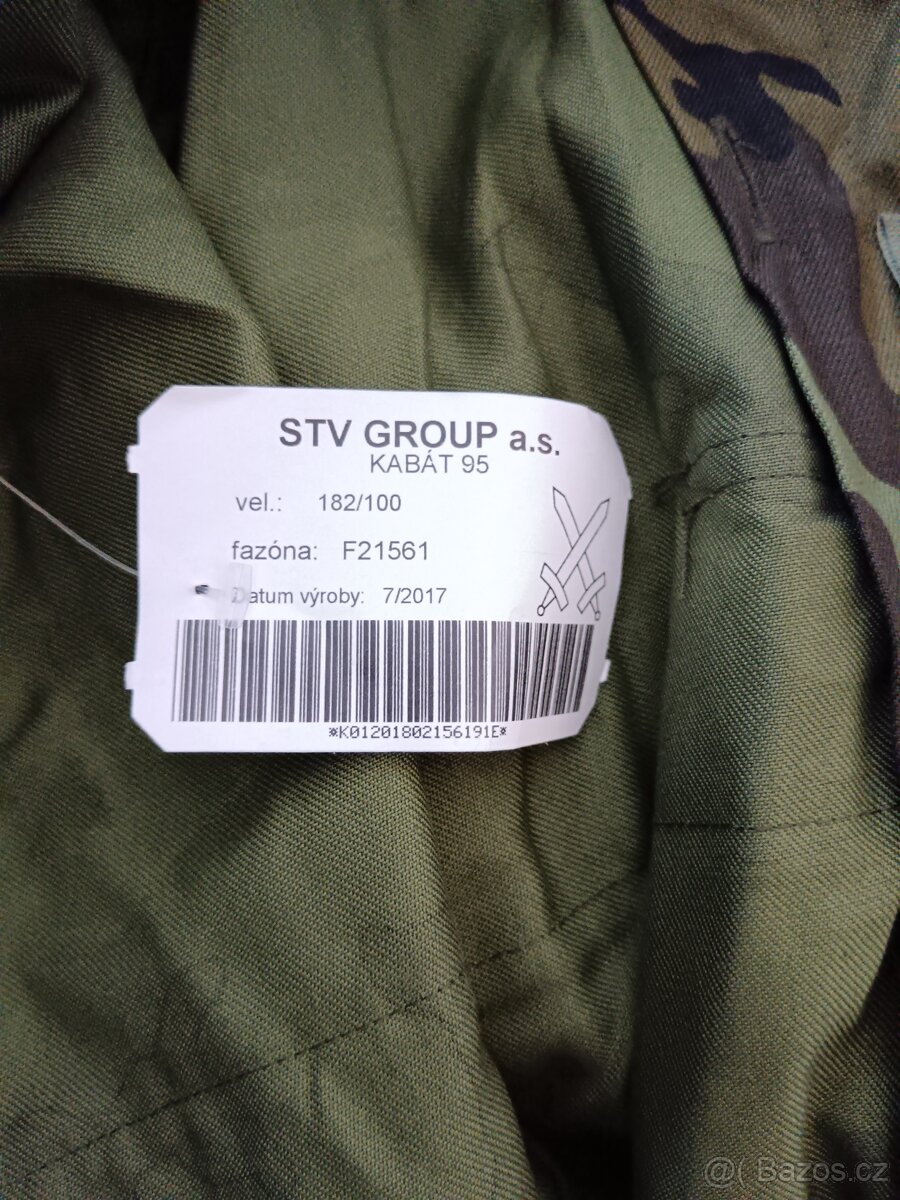 STV GROUP a.s.
KABÁT 95
vel.: 182/100
fazóna: F21561
Datum výroby: 7/2017
*K01201802156191E*
@( Bazos.cz